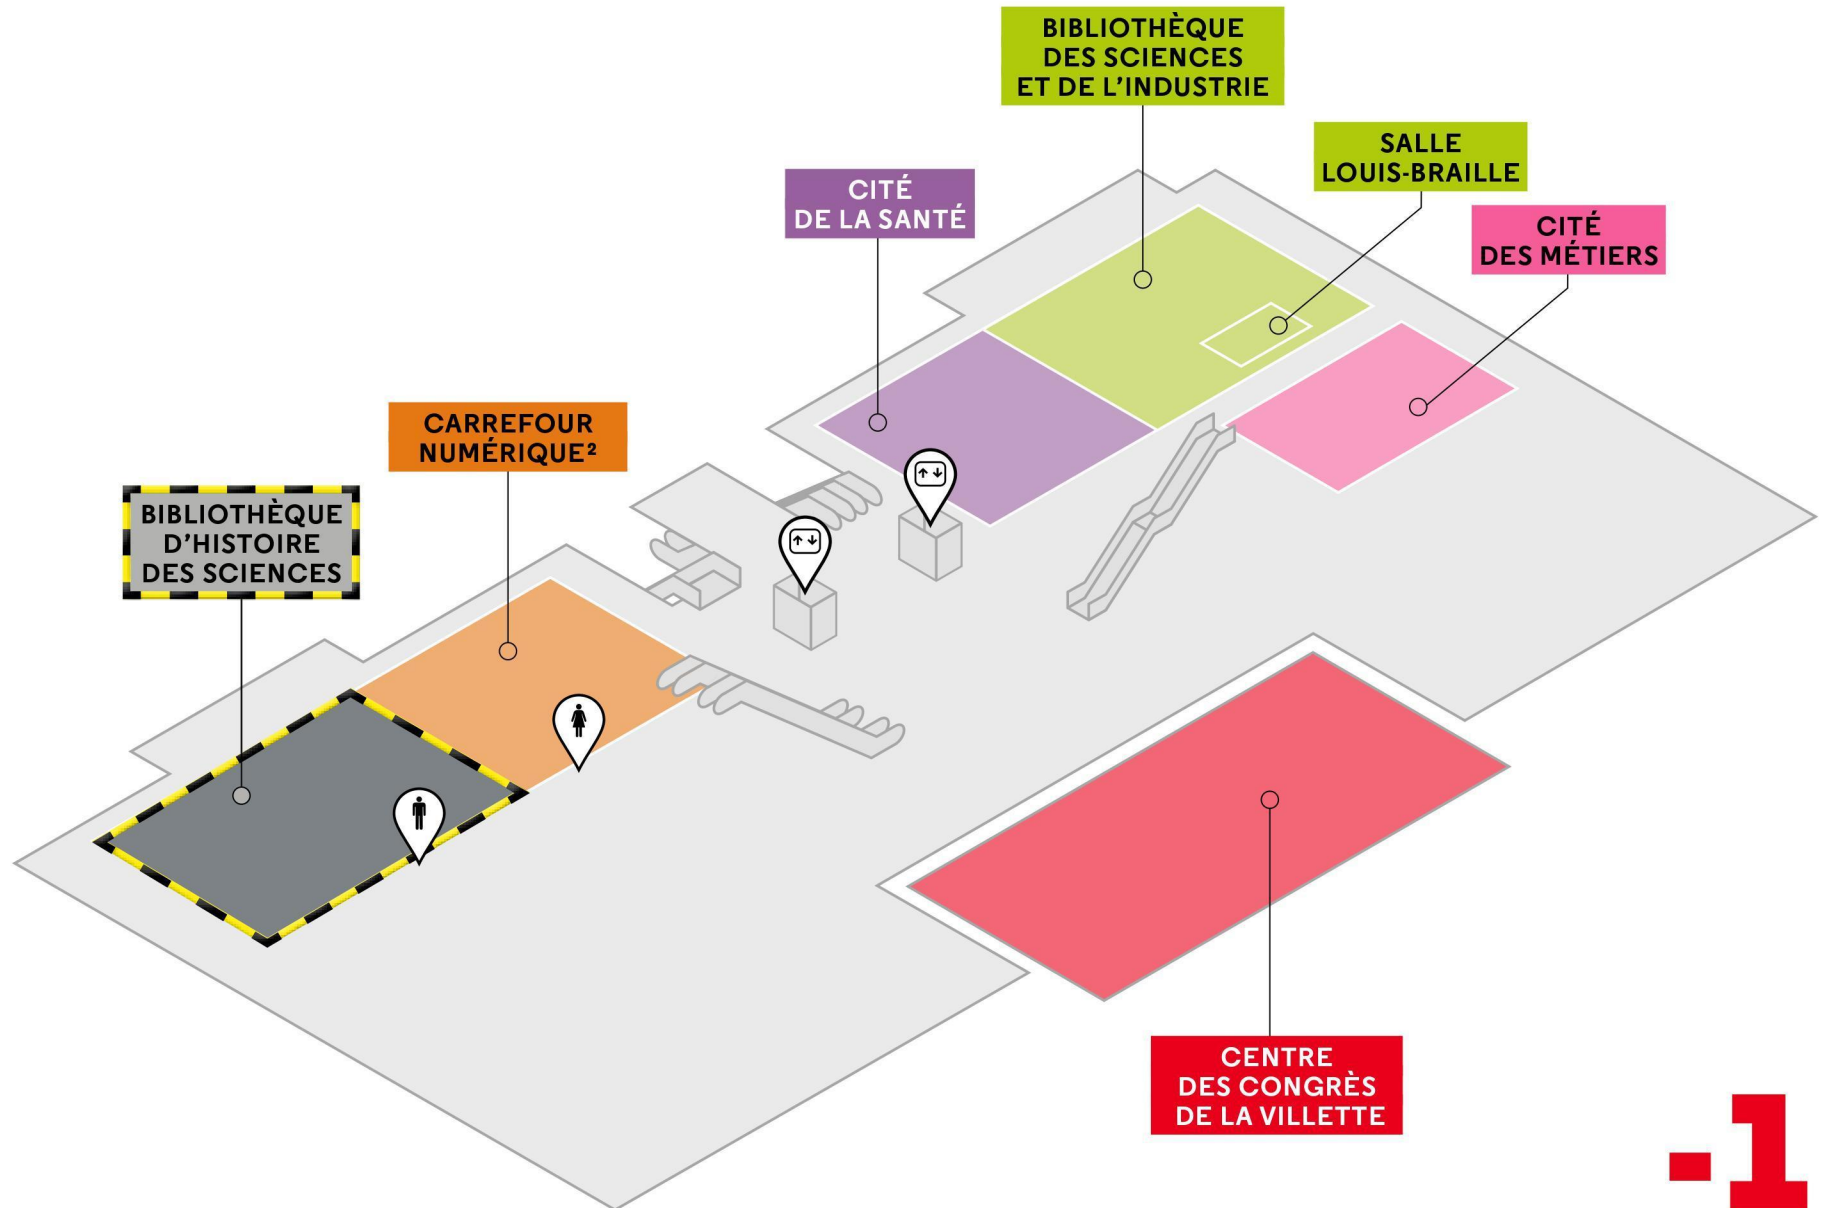 BIBLIOTHÈQUE
DES SCIENCES
ET DE L'INDUSTRIE
SALLE
LOUIS-BRAILLE
CITÉ
DE LA SANTÉ
CITÉ
DES MÉTIERS
CARREFOUR
NUMÉRIQUE²
BIBLIOTHÈQUE
D'HISTOIRE
DES SCIENCES
CENTRE
DES CONGRÈS
DE LA VILLETTE
-1